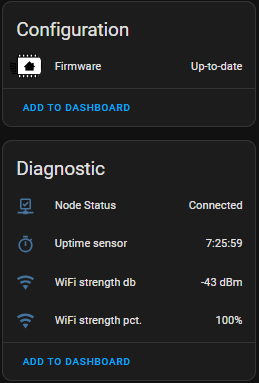 Configuration
Firmware Up-to-date
ADD TO DASHBOARD
Diagnostic
Node Status Connected
Uptime sensor 7:25:59
WiFi strength db -43 dBm
WiFi strength pct. 100%
ADD TO DASHBOARD